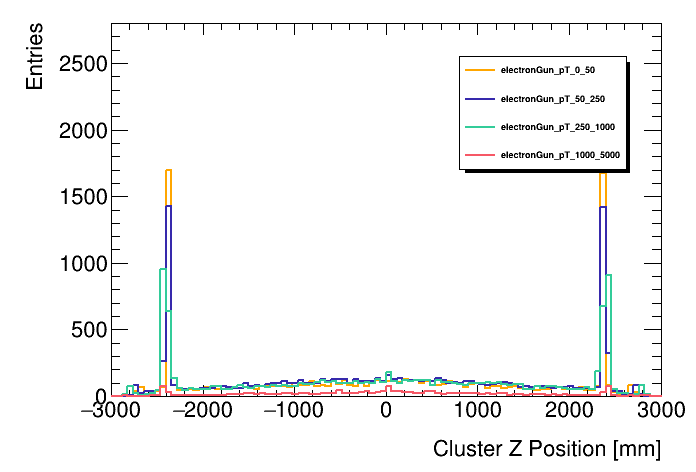 Entries
2500
2000
1500
1000
500
0
electronGun_pT_0_50
electronGun_pT_50_250
electronGun_pT_250_1000
electronGun_pT_1000_5000
−3000 −2000 −1000 0 1000 2000 3000
Cluster Z Position [mm]